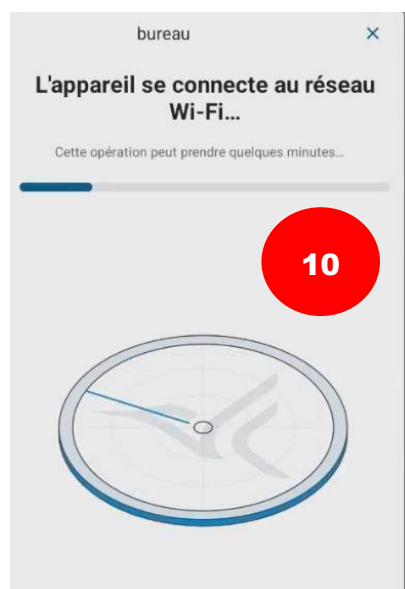 bureau ×
L'appareil se connecte au réseau
Wi-Fi...
Cette opération peut prendre quelques minutes...
10